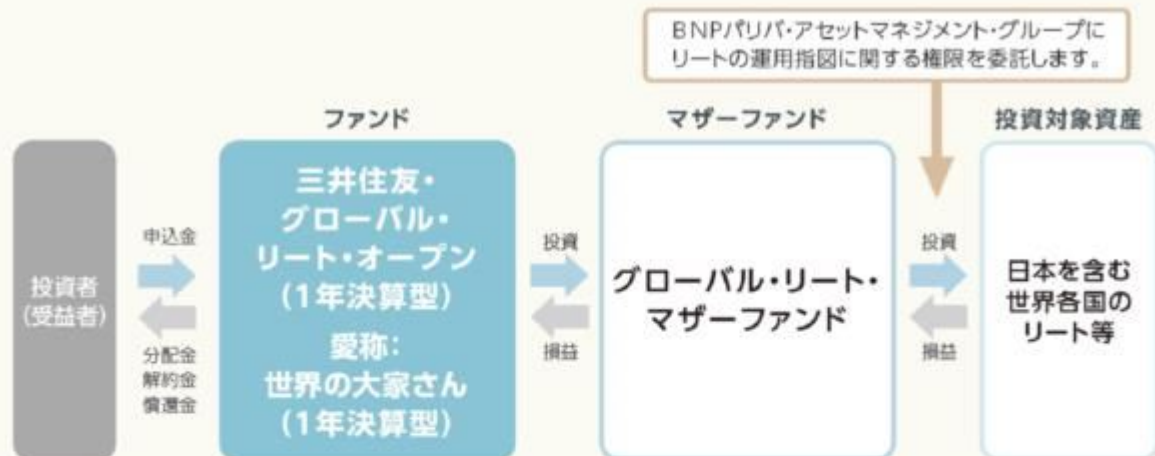 BNPパリバ・アセットマネジメント・グループに
リートの運用指図に関する権限を委託します。
ファンド
マザーファンド
投資対象資産
投資者
(受益者)
申込金
分配金
解約金
償還金
三井住友・
グローバル・
リート・オープン
(1年決算型)
愛称:
世界の大家さん
(1年決算型)
投資
損益
グローバル・リート・
マザーファンド
投資
損益
日本を含む
世界各国の
リート等